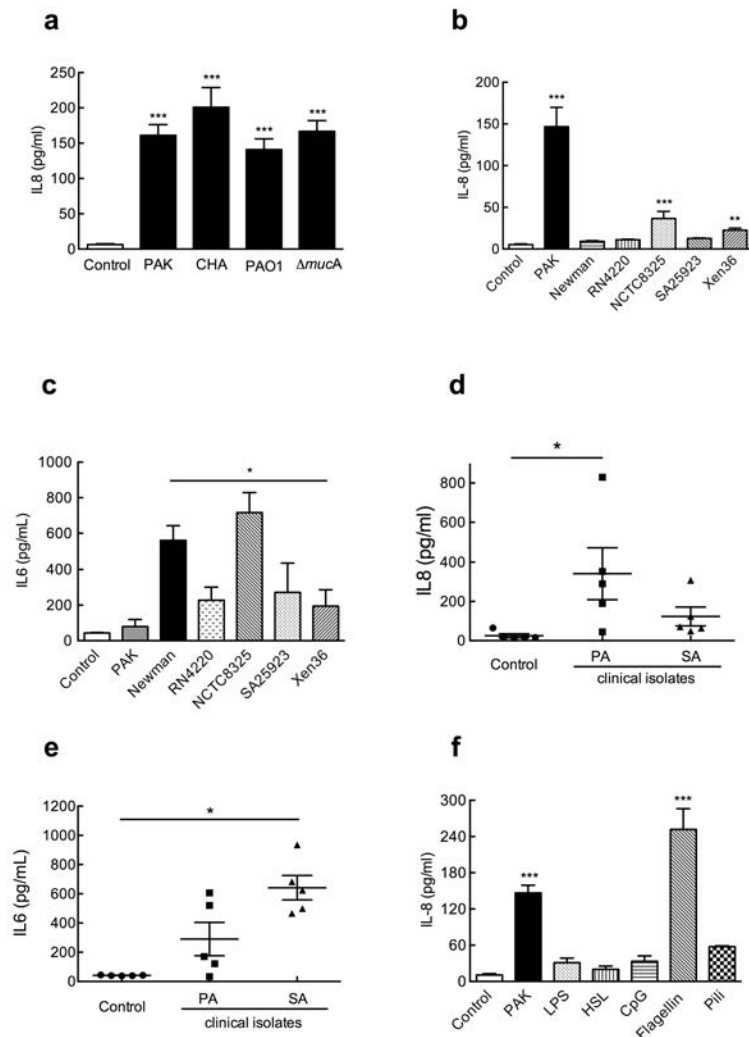 a
IL8 (pg/ml)
250
200
150
100
50
0
***
***
***
***
Control PAK CHA PAO1 ΔmucA
b
IL-8 (pg/ml)
200
150
100
50
0
***
***
**
Control PAK Newman RN4220 NCTC8325 SA25923 Xen36
c
IL6 (pg/mL)
1000
800
600
400
200
0
*
Control PAK Newman RN4220 NCTC8325 SA25923 Xen36
d
IL8 (pg/ml)
800
600
400
200
0
*
Control PA SA
clinical isolates
e
IL6 (pg/mL)
1200
1000
800
600
400
200
0
*
Control PA SA
clinical isolates
f
IL-8 (pg/ml)
300
240
180
120
60
0
***
***
Control PAK LPS HSL CpG Flagellin Pili